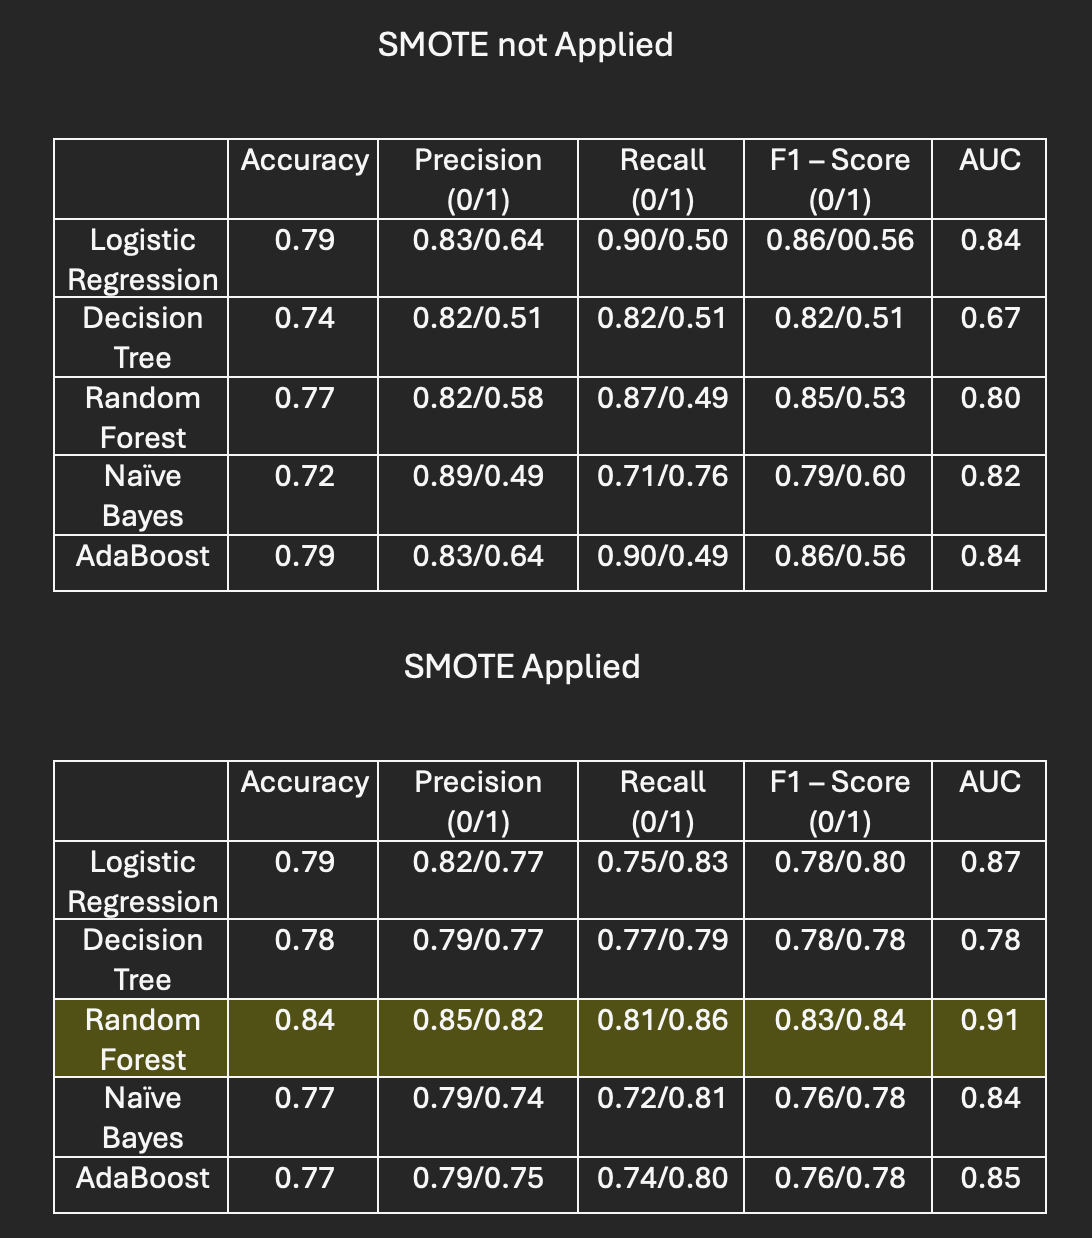 SMOTE not Applied
Accuracy Precision (0/1) Recall (0/1) F1 – Score (0/1) AUC
Logistic Regression 0.79 0.83/0.64 0.90/0.50 0.86/00.56 0.84
Decision Tree 0.74 0.82/0.51 0.82/0.51 0.82/0.51 0.67
Random Forest 0.77 0.82/0.58 0.87/0.49 0.85/0.53 0.80
Naïve Bayes 0.72 0.89/0.49 0.71/0.76 0.79/0.60 0.82
AdaBoost 0.79 0.83/0.64 0.90/0.49 0.86/0.56 0.84
SMOTE Applied
Accuracy Precision (0/1) Recall (0/1) F1 – Score (0/1) AUC
Logistic Regression 0.79 0.82/0.77 0.75/0.83 0.78/0.80 0.87
Decision Tree 0.78 0.79/0.77 0.77/0.79 0.78/0.78 0.78
Random Forest 0.84 0.85/0.82 0.81/0.86 0.83/0.84 0.91
Naïve Bayes 0.77 0.79/0.74 0.72/0.81 0.76/0.78 0.84
AdaBoost 0.77 0.79/0.75 0.74/0.80 0.76/0.78 0.85